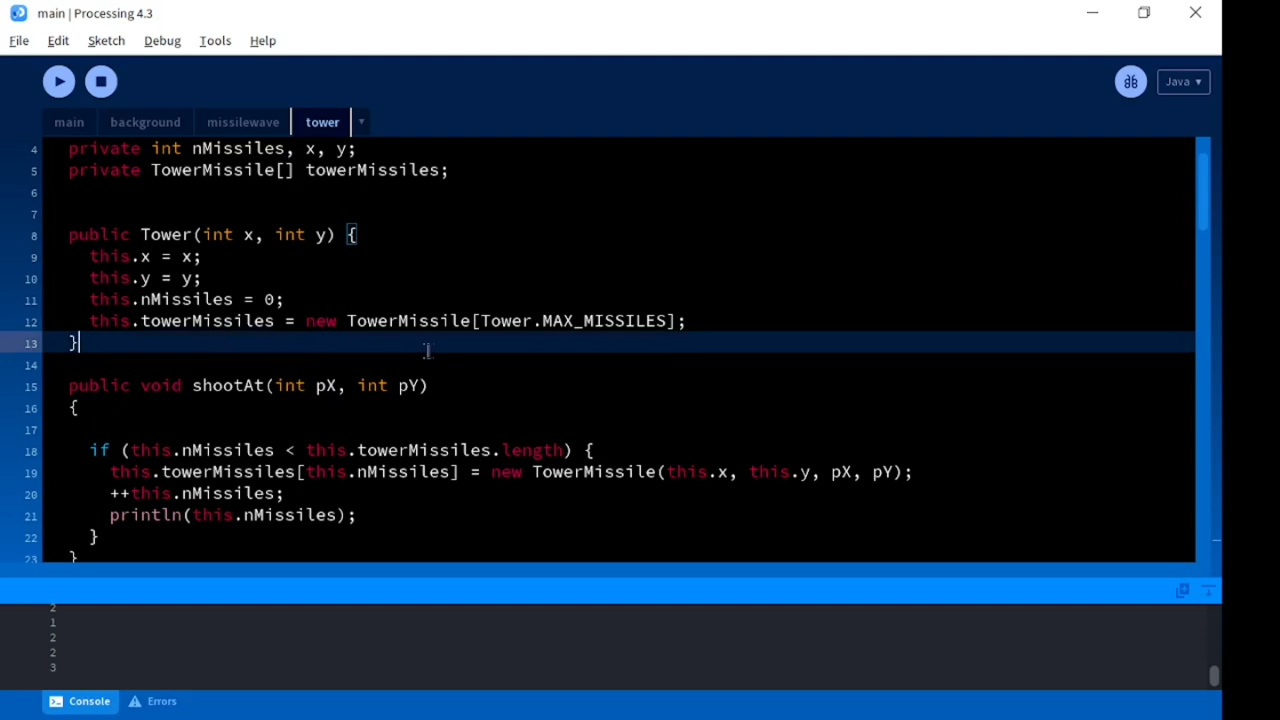 main | Processing 4.3
File Edit Sketch Debug Tools Help
Java ▾
main background missilewave tower ▾
4 private int nMissiles, x, y;
5 private TowerMissile[] towerMissiles;
6
7
8 public Tower(int x, int y) {
9 this.x = x;
10 this.y = y;
11 this.nMissiles = 0;
12 this.towerMissiles = new TowerMissile[Tower.MAX_MISSILES];
13 }
14
15 public void shootAt(int pX, int pY)
16 {
17
18 if (this.nMissiles < this.towerMissiles.length) {
19 this.towerMissiles[this.nMissiles] = new TowerMissile(this.x, this.y, pX, pY);
20 ++this.nMissiles;
21 println(this.nMissiles);
22 }
23 }
2
1
2
2
3
Console Errors